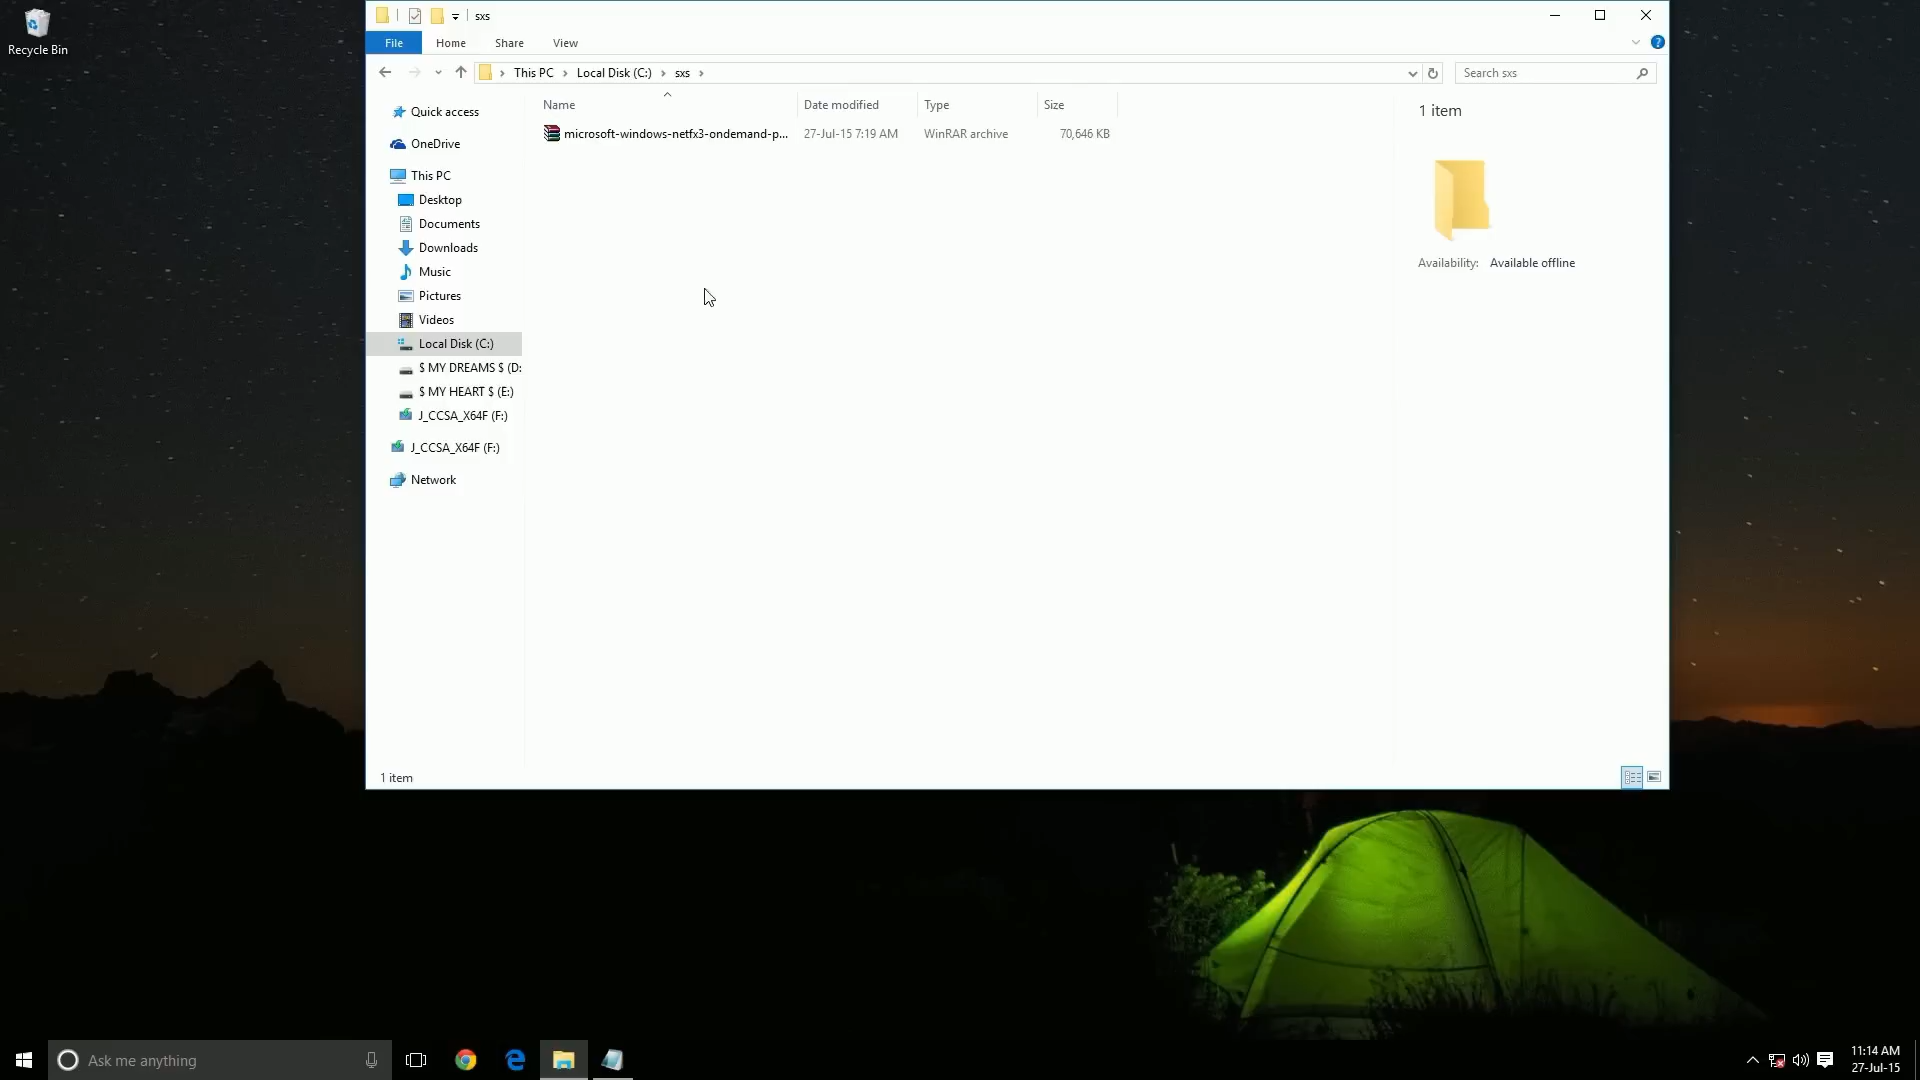 Recycle Bin
sxs
File Home Share View
This PC Local Disk (C:) sxs
Search sxs
Name Date modified Type Size
microsoft-windows-netfx3-ondemand-p... 27-Jul-15 7:19 AM WinRAR archive 70,646 KB
Quick access
OneDrive
This PC
Desktop
Documents
Downloads
Music
Pictures
Videos
Local Disk (C:)
$ MY DREAMS $ (D:
$ MY HEART $ (E:)
J_CCSA_X64F (F:)
J_CCSA_X64F (F:)
Network
1 item
Availability: Available offline
1 item
Ask me anything
11:14 AM
27-Jul-15